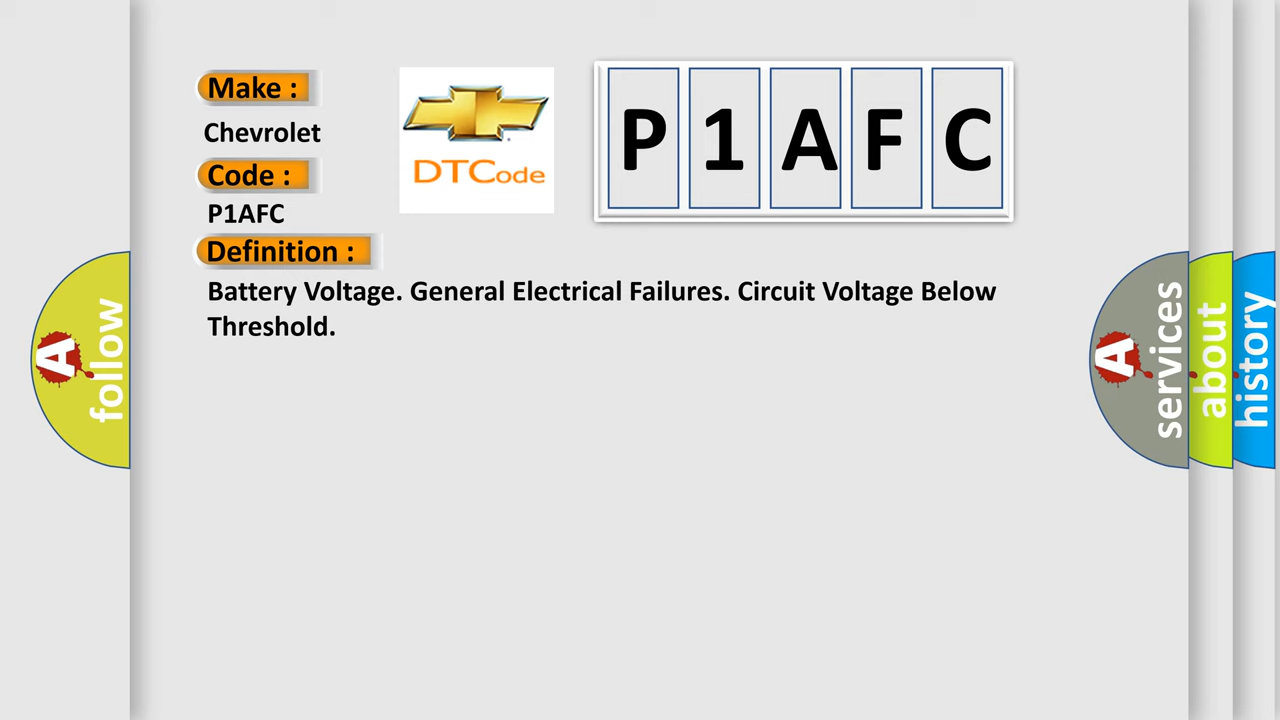 Make :
Chevrolet
Code :
P1AFC
Definition :
Battery Voltage. General Electrical Failures. Circuit Voltage Below
Threshold.
DTCode
P 1 A F C
A follow
A services
about
history